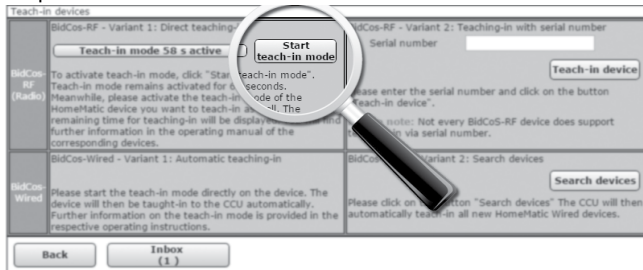 Teach-in devices
BidCos-RF (Radio)
BidCos-RF - Variant 1: Direct teaching-
Teach-in mode 58 s active
Start teach-in mode
To activate teach-in mode, click "Start teach-in mode".
Teach-in mode remains activated for seconds.
Meanwhile, please activate the teach-in mode of the
HomeMatic device you want to teach-in The
remaining time for teaching-in will be displayed find
further information in the operating manual of the
corresponding devices.
BidCos-RF - Variant 2: Teaching-in with serial number
Serial number
Teach-in device
Please enter the serial number and click on the button
"Teach-in device".
note: Not every BidCoS-RF device does support
in via serial number.
BidCos-Wired
BidCos-Wired - Variant 1: Automatic teaching-in
Please start the teach-in mode directly on the device. The
device will then be taught-in to the CCU automatically.
Further information on the teach-in mode is provided in the
respective operating instructions.
BidCos Variant 2: Search devices
Search devices
Please click on button "Search devices" The CCU will then
automatically teach-in all new HomeMatic Wired devices.
Back
Inbox
(1 )